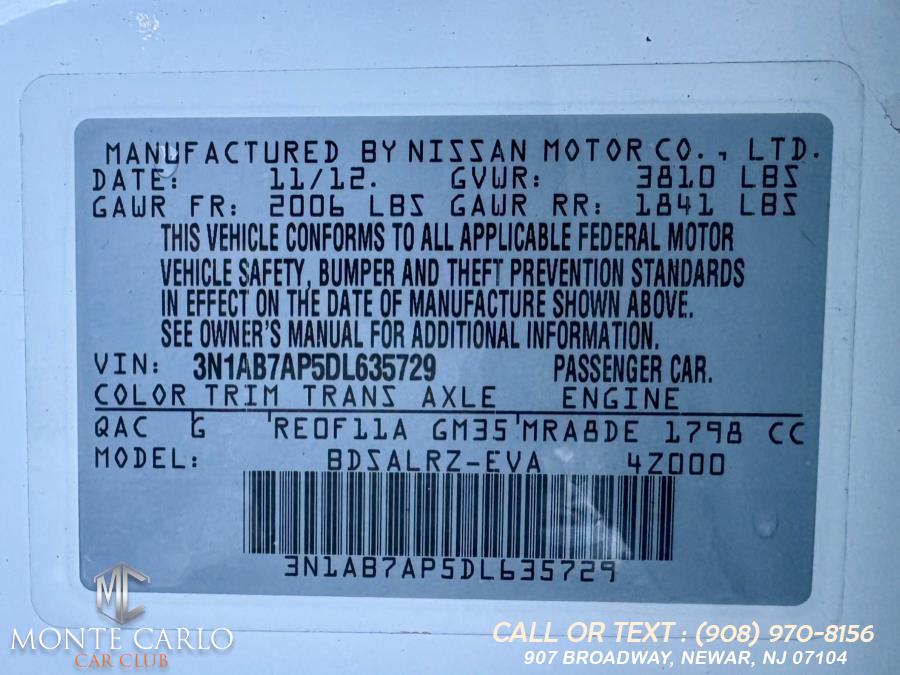 MANUFACTURED BY NISSAN MOTOR CO., LTD.
DATE: 11/12. GVWR: 3810 LBS
GAWR FR: 2006 LBS GAWR RR: 1841 LBS
THIS VEHICLE CONFORMS TO ALL APPLICABLE FEDERAL MOTOR
VEHICLE SAFETY, BUMPER AND THEFT PREVENTION STANDARDS
IN EFFECT ON THE DATE OF MANUFACTURE SHOWN ABOVE.
SEE OWNER'S MANUAL FOR ADDITIONAL INFORMATION.
VIN: 3N1AB7AP5DL635729 PASSENGER CAR.
COLOR TRIM TRANS AXLE ENGINE
QAC G RE0F11A GM35 MRA8DE 1798 CC
MODEL: BDSALRZ-EVA 4Z000
3N1AB7AP5DL635729
MC
MONTE CARLO
CAR CLUB
CALL OR TEXT : (908) 970-8156
907 BROADWAY, NEWAR, NJ 07104